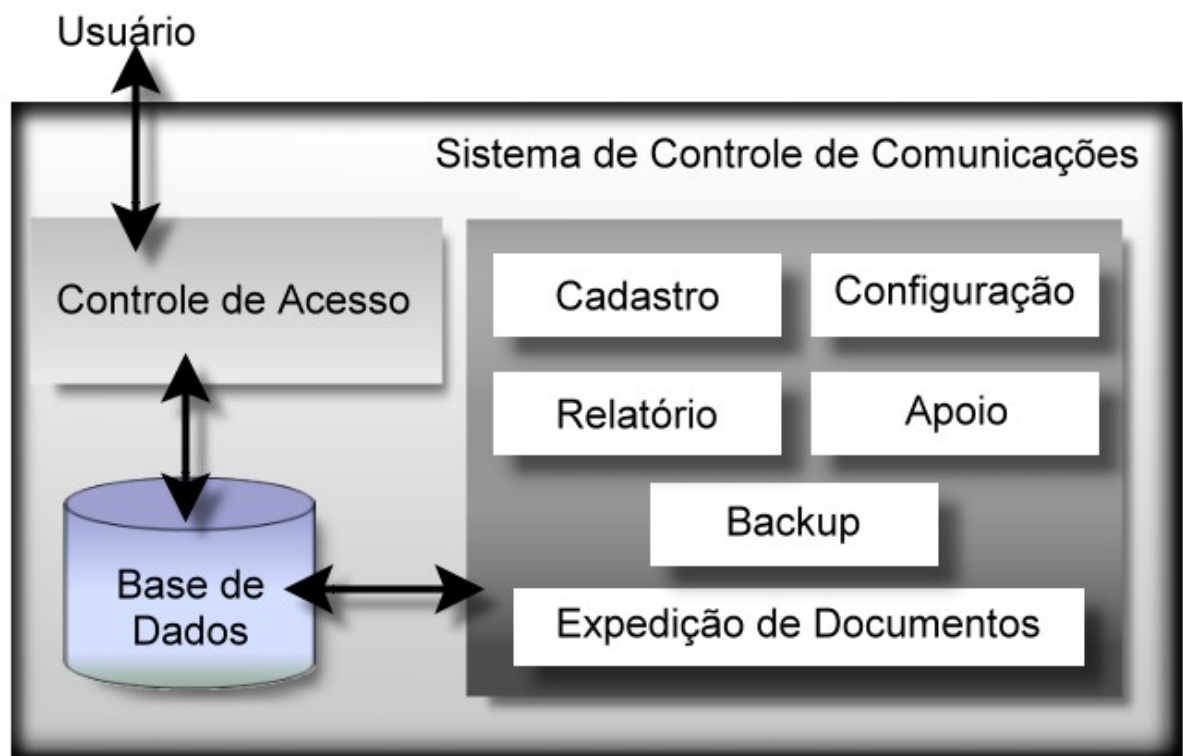 Usuário
Sistema de Controle de Comunicações
Controle de Acesso
Cadastro
Configuração
Relatório
Apoio
Backup
Base de
Dados
Expedição de Documentos